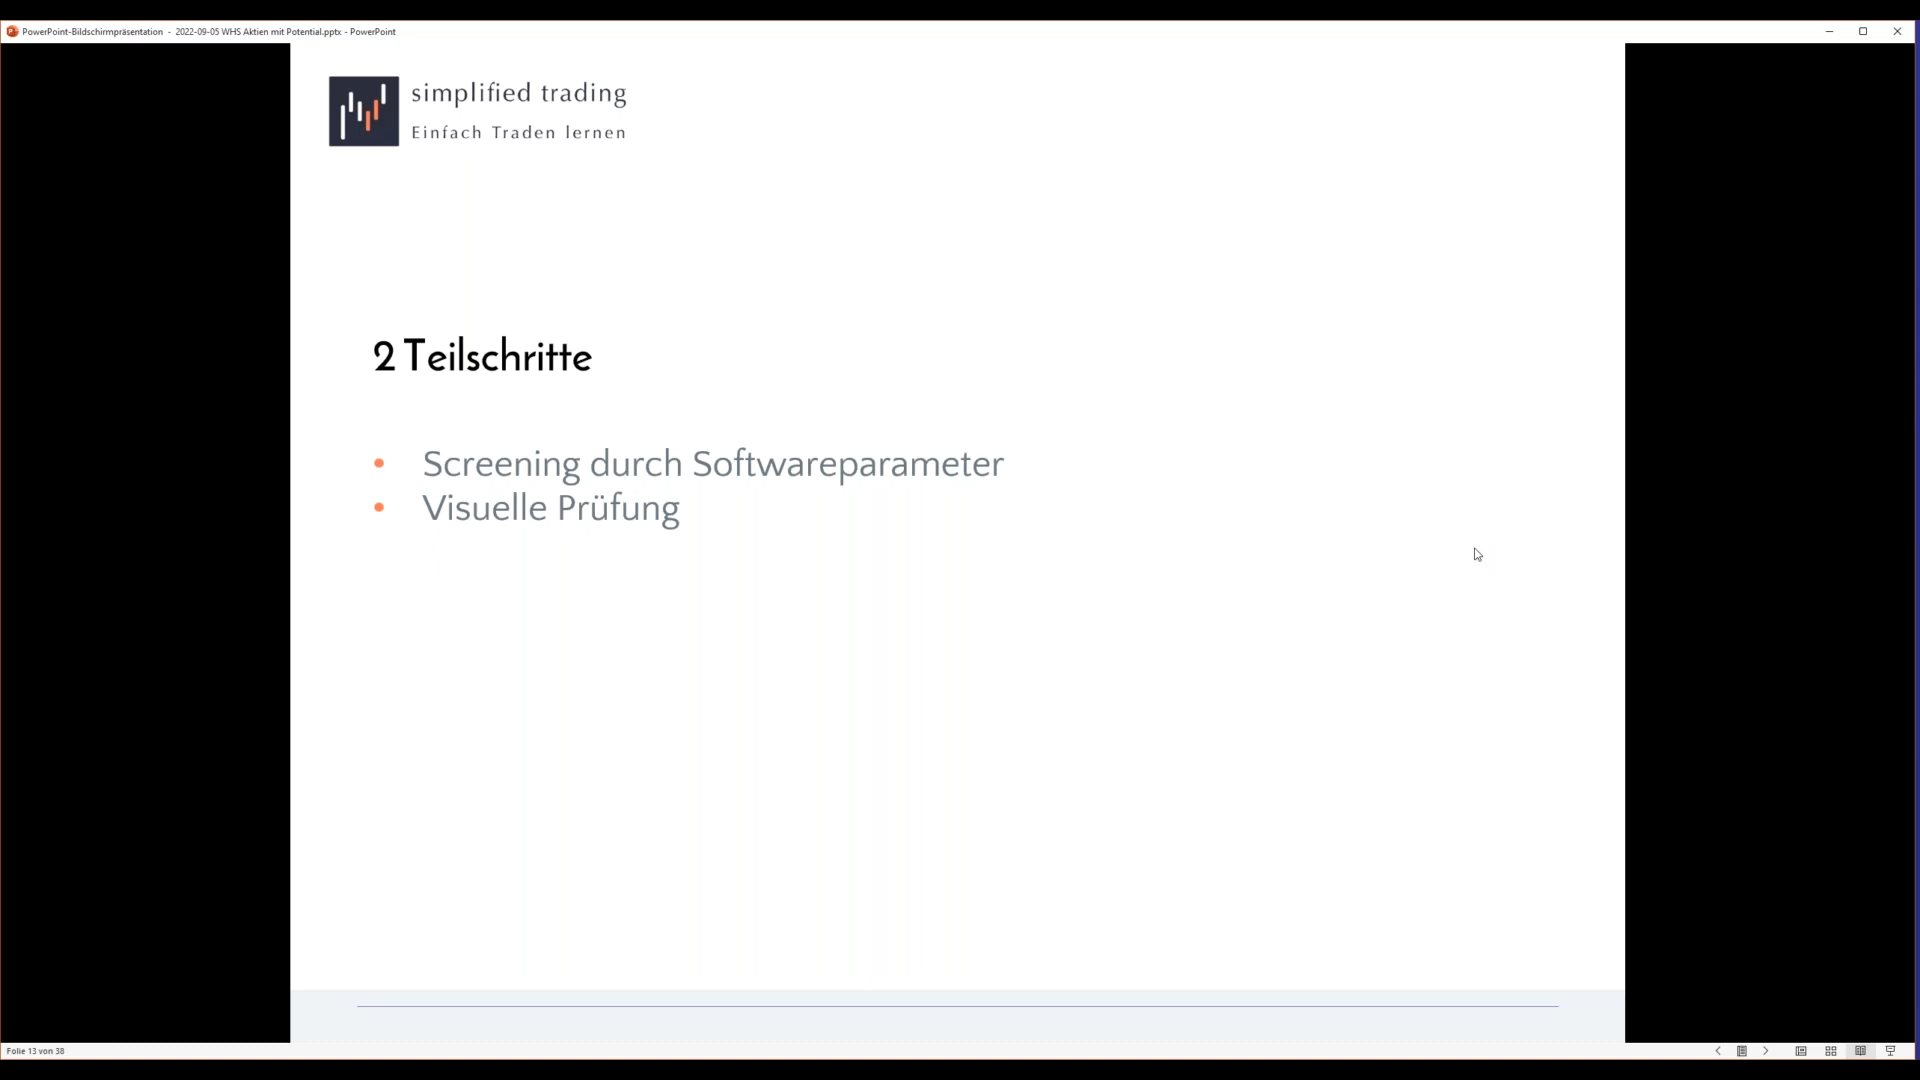 PowerPoint-Bildschirmpräsentation - 2022-09-05 WHS Aktien mit Potential.pptx - PowerPoint
simplified trading
Einfach Traden lernen
2 Teilschritte
• Screening durch Softwareparameter
• Visuelle Prüfung
Folie 13 von 38